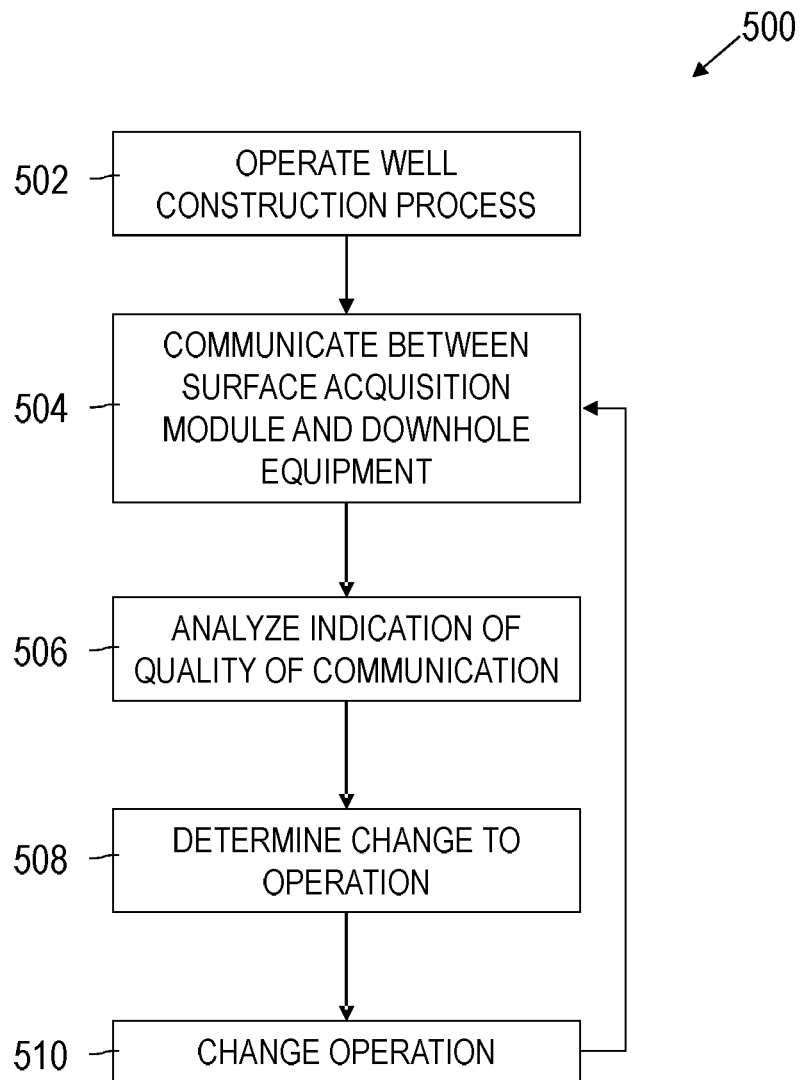 500
502
OPERATE WELL
CONSTRUCTION PROCESS
504
COMMUNICATE BETWEEN
SURFACE ACQUISITION
MODULE AND DOWNHOLE
EQUIPMENT
506
ANALYZE INDICATION OF
QUALITY OF COMMUNICATION
508
DETERMINE CHANGE TO
OPERATION
510
CHANGE OPERATION